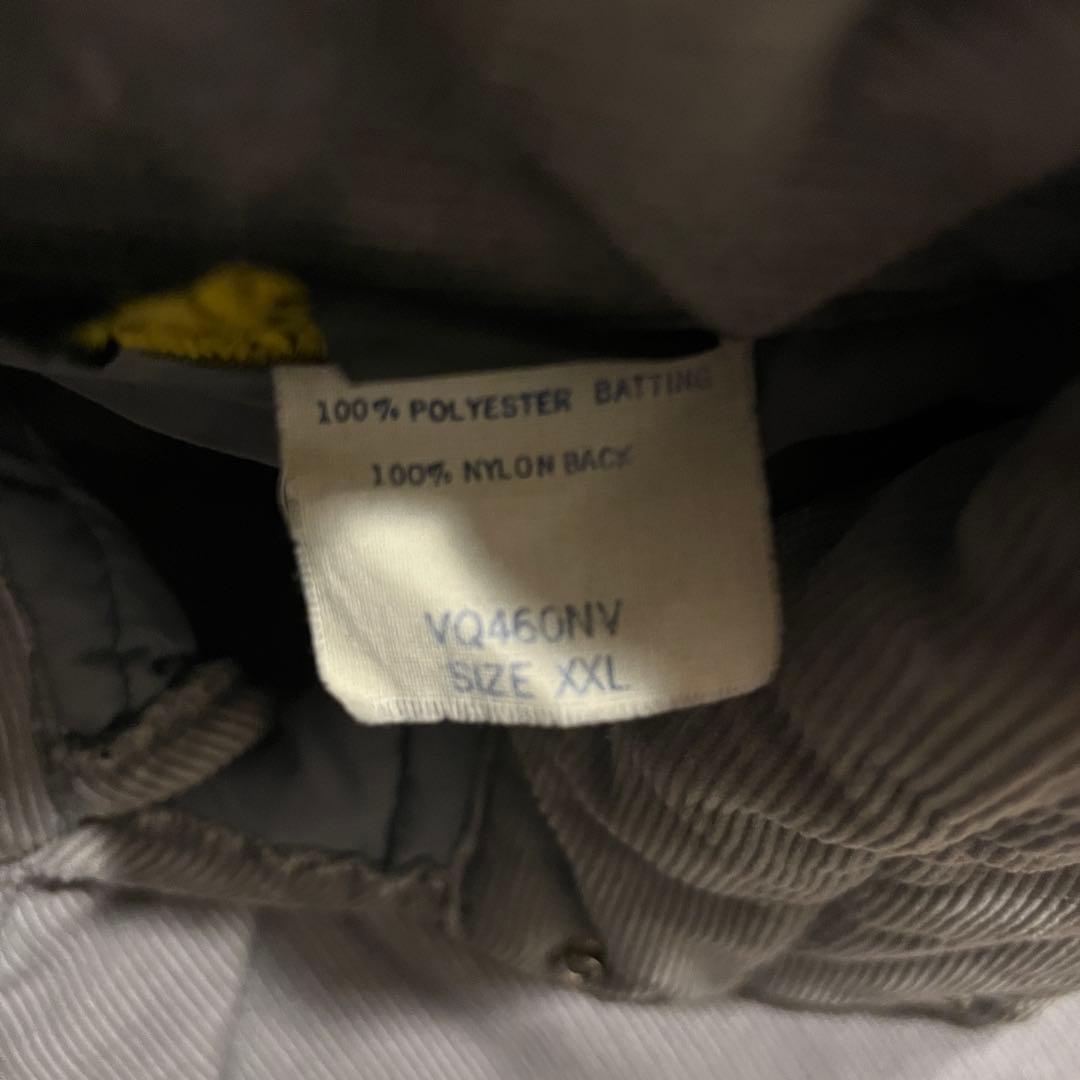 100% POLYESTER BATTING
100% NYLON BACK
VQ460NV
SIZE XXL